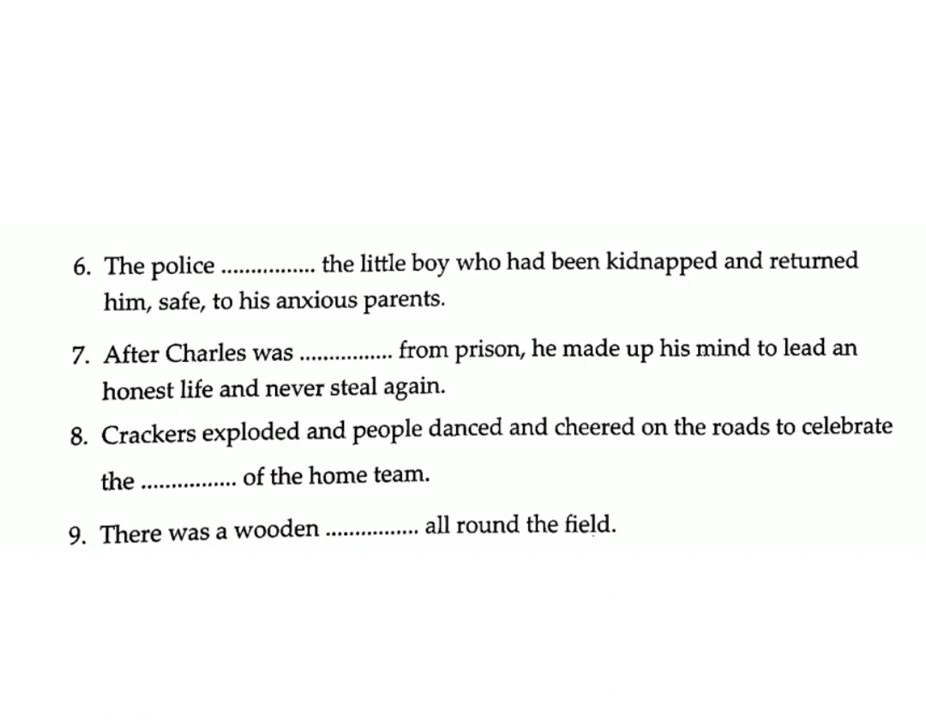 6. The police ................ the little boy who had been kidnapped and returned
him, safe, to his anxious parents.
7. After Charles was ................ from prison, he made up his mind to lead an
honest life and never steal again.
8. Crackers exploded and people danced and cheered on the roads to celebrate
the ................ of the home team.
9. There was a wooden ................ all round the field.